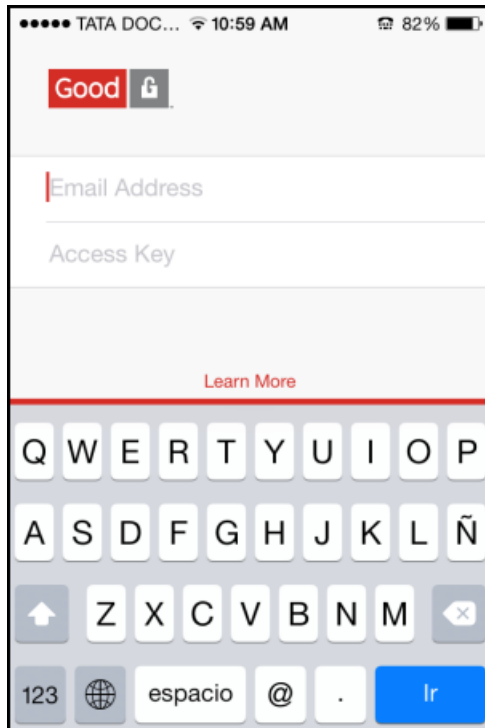 TATA DOC... 10:59 AM 82%
Good
Email Address
Access Key
Learn More
Q W E R T Y U I O P
A S D F G H J K L Ñ
Z X C V B N M
123 espacio @ . Ir